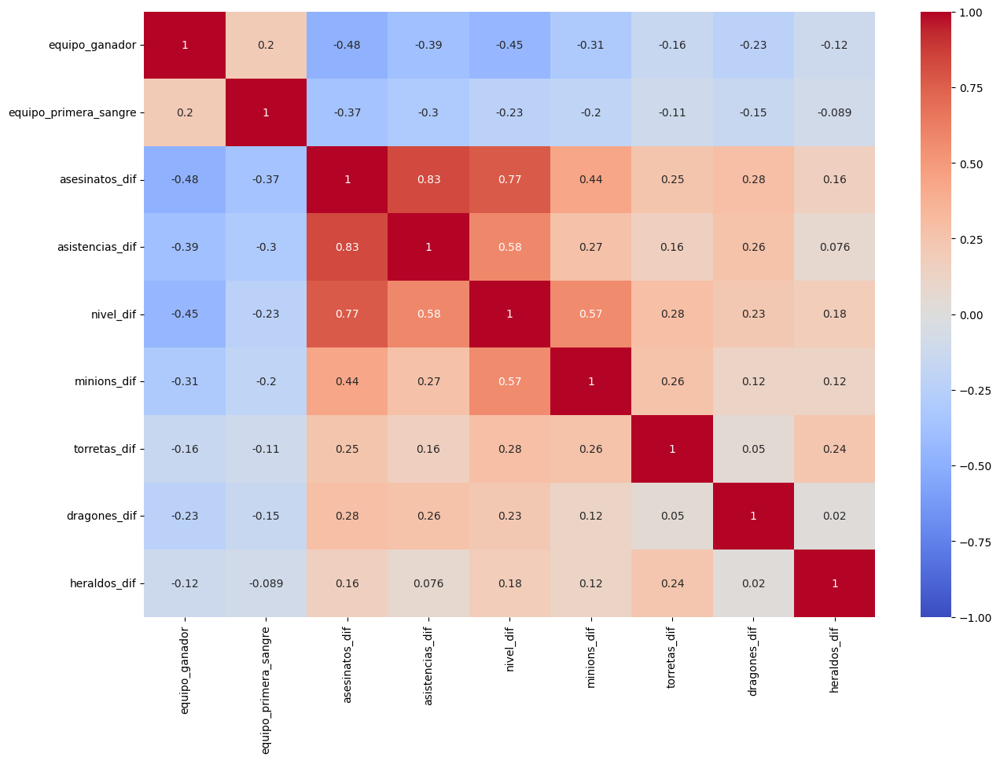 equipo_ganador 1 0.2 -0.48 -0.39 -0.45 -0.31 -0.16 -0.23 -0.12
equipo_primera_sangre 0.2 1 -0.37 -0.3 -0.23 -0.2 -0.11 -0.15 -0.089
asesinatos_dif -0.48 -0.37 1 0.83 0.77 0.44 0.25 0.28 0.16
asistencias_dif -0.39 -0.3 0.83 1 0.58 0.27 0.16 0.26 0.076
nivel_dif -0.45 -0.23 0.77 0.58 1 0.57 0.28 0.23 0.18
minions_dif -0.31 -0.2 0.44 0.27 0.57 1 0.26 0.12 0.12
torretas_dif -0.16 -0.11 0.25 0.16 0.28 0.26 1 0.05 0.24
dragones_dif -0.23 -0.15 0.28 0.26 0.23 0.12 0.05 1 0.02
heraldos_dif -0.12 -0.089 0.16 0.076 0.18 0.12 0.24 0.02 1
equipo_ganador
equipo_primera_sangre
asesinatos_dif
asistencias_dif
nivel_dif
minions_dif
torretas_dif
dragones_dif
heraldos_dif
1.00
0.75
0.50
0.25
0.00
−0.25
−0.50
−0.75
−1.00